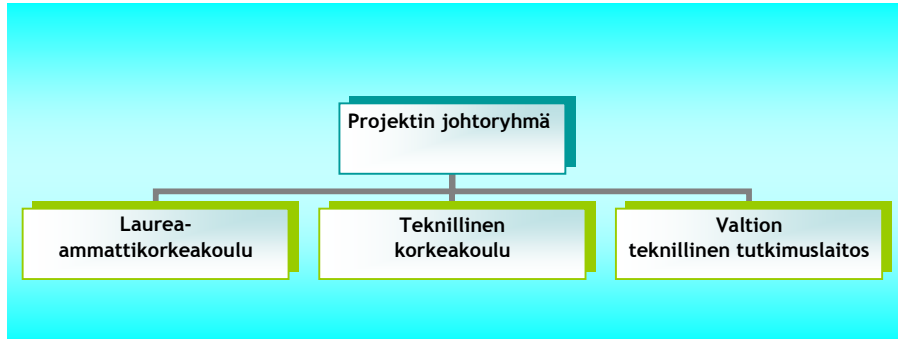 Projektin johtoryhmä
Laurea-
ammattikorkeakoulu
Teknillinen
korkeakoulu
Valtion
teknillinen tutkimuslaitos